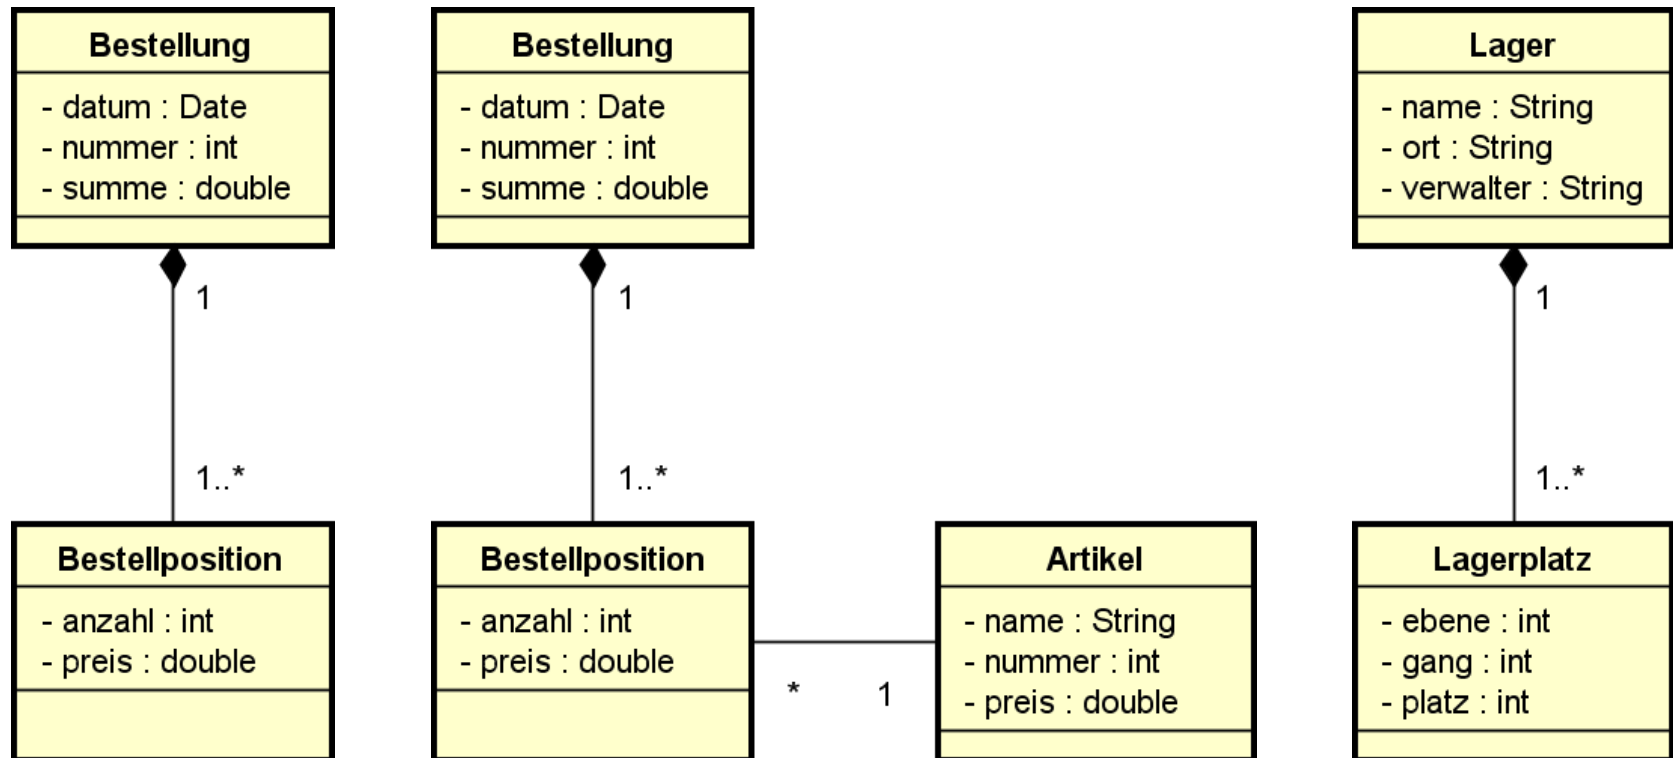 Bestellung
- datum : Date
- nummer : int
- summe : double
1
1..*
Bestellposition
- anzahl : int
- preis : double
Bestellung
- datum : Date
- nummer : int
- summe : double
1
1..*
Bestellposition
- anzahl : int
- preis : double
* 1
Artikel
- name : String
- nummer : int
- preis : double
Lager
- name : String
- ort : String
- verwalter : String
1
1..*
Lagerplatz
- ebene : int
- gang : int
- platz : int